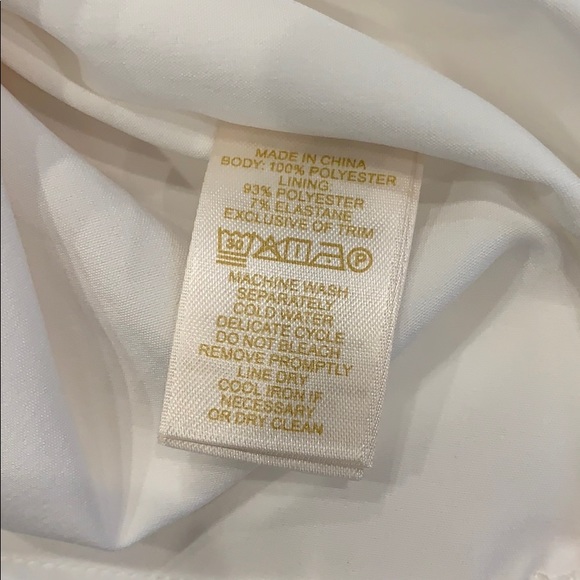 MADE IN CHINA
BODY: 100% POLYESTER
LINING:
93% POLYESTER
7% ELASTANE
EXCLUSIVE OF TRIM
30 P
MACHINE WASH
SEPARATELY
COLD WATER
DELICATE CYCLE
DO NOT BLEACH
REMOVE PROMPTLY
LINE DRY
COOL IRON IF
NECESSARY
OR DRY CLEAN